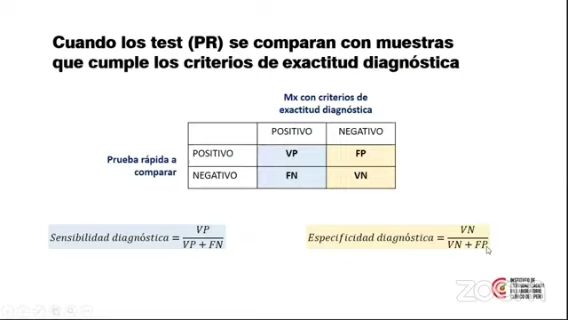 Cuando los test (PR) se comparan con muestras
que cumple los criterios de exactitud diagnóstica
Mx con criterios de
exactitud diagnóstica
POSITIVO NEGATIVO
Prueba rápida a
comparar
POSITIVO VP FP
NEGATIVO FN VN
Sensibilidad diagnóstica = VP
VP + FN
Especificidad diagnóstica = VN
VN + FP
zoom